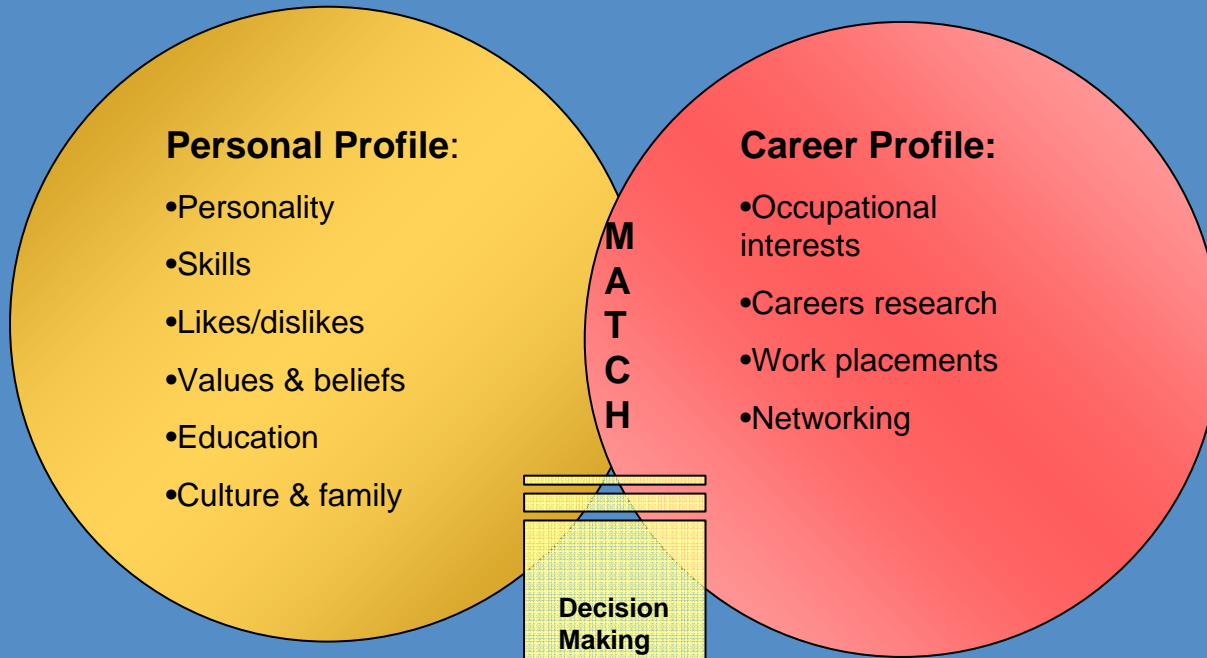 Personal Profile:
•Personality
•Skills
•Likes/dislikes
•Values & beliefs
•Education
•Culture & family
M
A
T
C
H
Career Profile:
•Occupational
interests
•Careers research
•Work placements
•Networking
Decision
Making